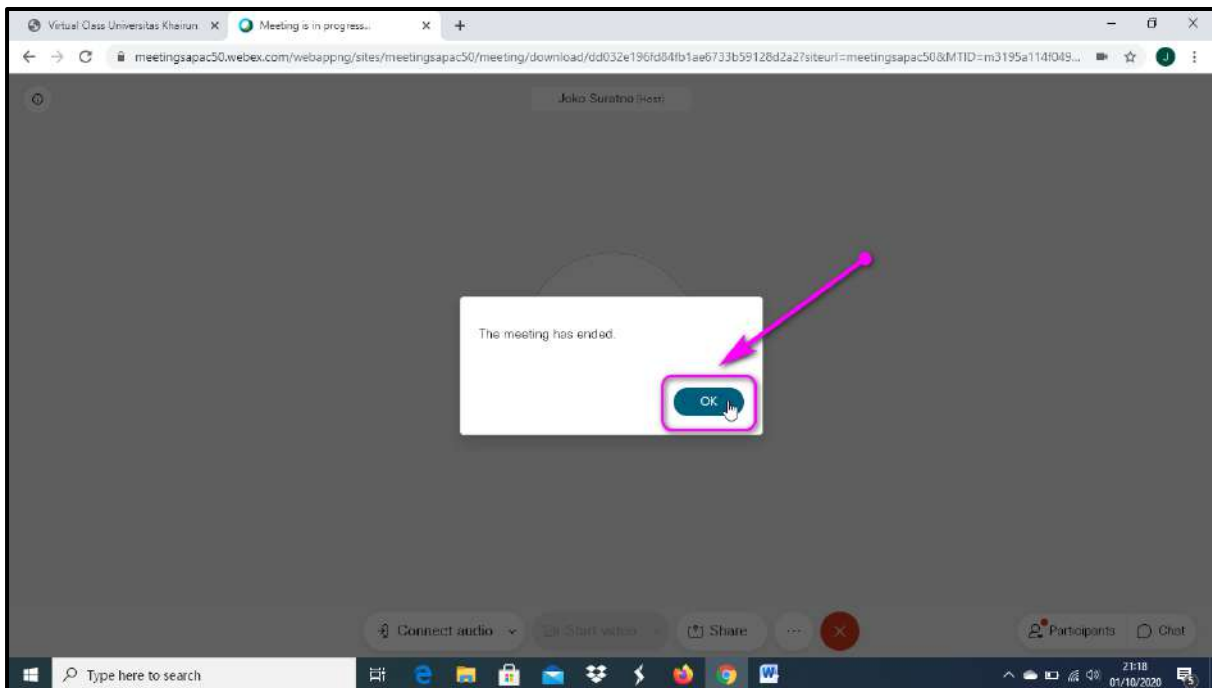 Virtual Class Universitas Khairun
Meeting is in progress...
meetingsapac50.webex.com/webappng/sites/meetingsapac50/meeting/download/dd032e196fd84fb1ae6733b59128d2a2?siteurl=meetingsapac50&MTID=m3195a114f049...
J
Joko Suratno (Host)
The meeting has ended.
OK
Connect audio
Start video
Share
Participants
Chat
Type here to search
21:18
01/10/2020
5